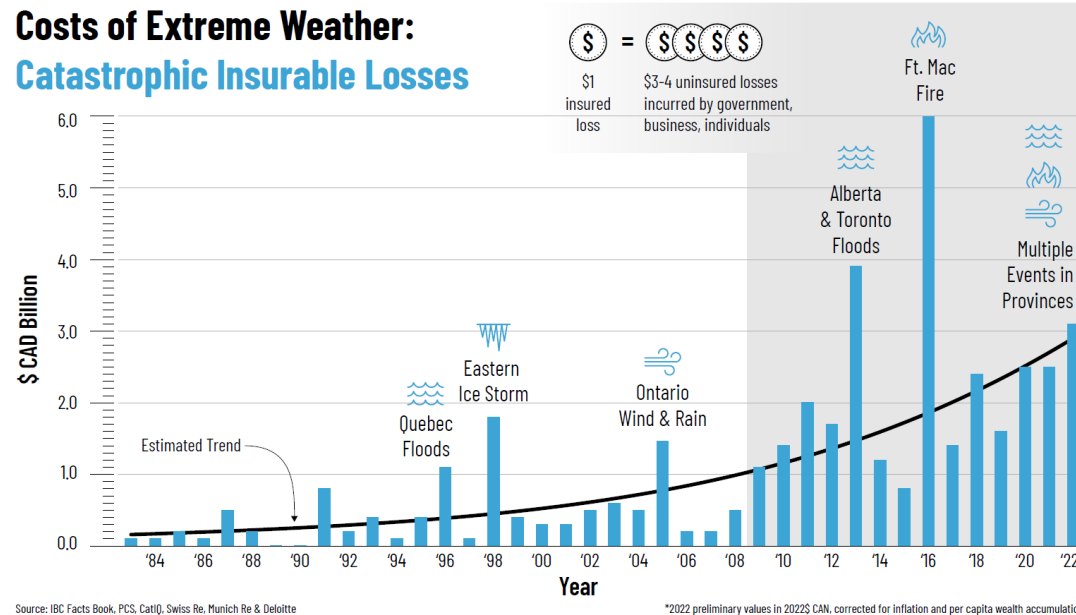 Costs of Extreme Weather:
Catastrophic Insurable Losses
$
=
$ $ $ $
$1
insured
loss
$3-4 uninsured losses
incurred by government,
business, individuals
Ft. Mac
Fire
Alberta
& Toronto
Floods
Multiple
Events in
Provinces
Eastern
Ice Storm
Quebec
Floods
Ontario
Wind & Rain
Estimated Trend
$ CAD Billion
6.0
5.0
4.0
3.0
2.0
1.0
0.0
'84 '86 '88 '90 '92 '94 '96 '98 '00 '02 '04 '06 '08 '10 '12 '14 '16 '18 '20 '22
Year
Source: IBC Facts Book, PCS, CatIQ, Swiss Re, Munich Re & Deloitte
*2022 preliminary values in 2022$ CAN, corrected for inflation and per capita wealth accumulatio